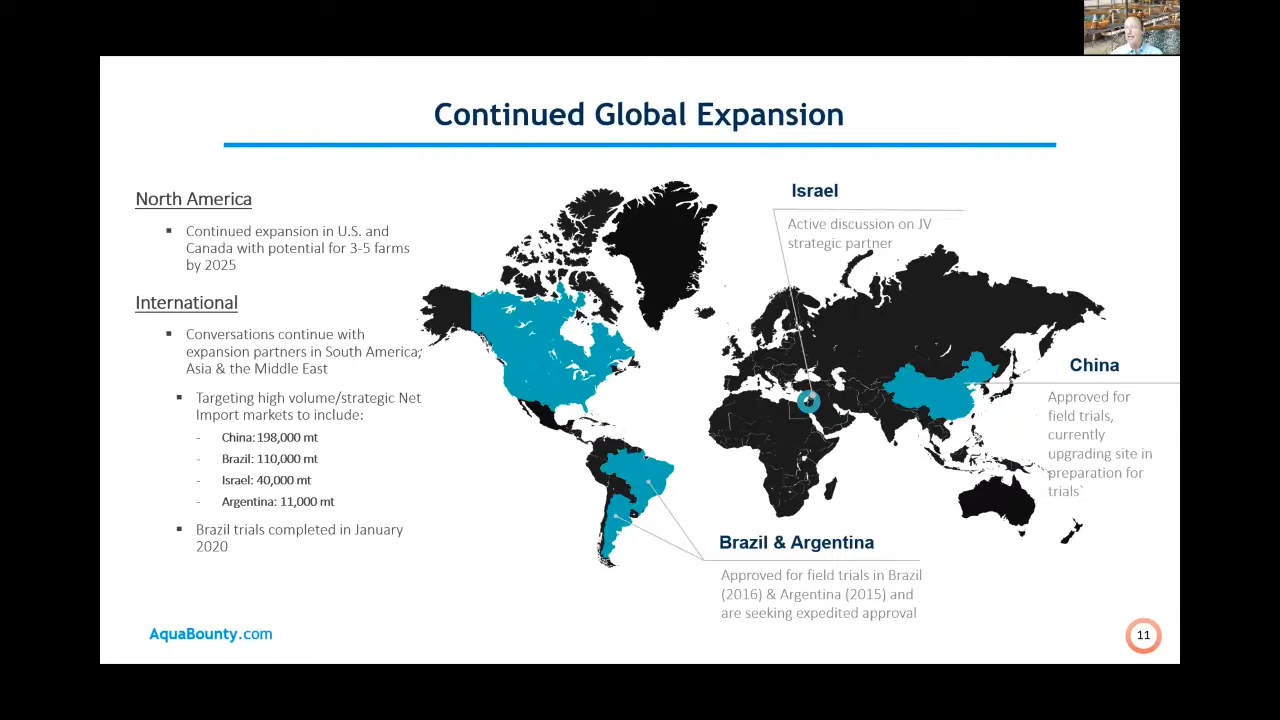 Continued Global Expansion
North America
▪ Continued expansion in U.S. and
Canada with potential for 3-5 farms
by 2025
International
▪ Conversations continue with
expansion partners in South America,
Asia & the Middle East
▪ Targeting high volume/strategic Net
Import markets to include:
- China: 198,000 mt
- Brazil: 110,000 mt
- Israel: 40,000 mt
- Argentina: 11,000 mt
▪ Brazil trials completed in January
2020
Israel
Active discussion on JV
strategic partner
China
Approved for
field trials,
currently
upgrading site in
preparation for
trials`
Brazil & Argentina
Approved for field trials in Brazil
(2016) & Argentina (2015) and
are seeking expedited approval
AquaBounty.com
11